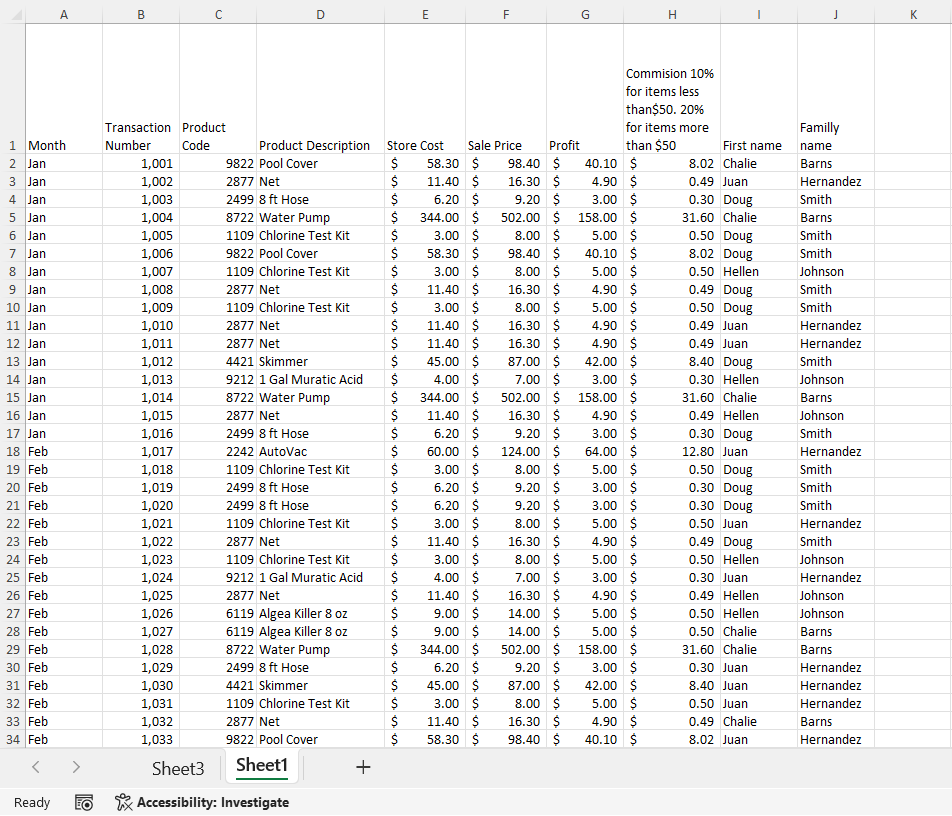 A B C D E F G H I J K
1 Month Transaction Number Product Code Product Description Store Cost Sale Price Profit Commision 10% for items less than$50. 20% for items more than $50 First name Familly name
2 Jan 1,001 9822 Pool Cover $ 58.30 $ 98.40 $ 40.10 $ 8.02 Chalie Barns
3 Jan 1,002 2877 Net $ 11.40 $ 16.30 $ 4.90 $ 0.49 Juan Hernandez
4 Jan 1,003 2499 8 ft Hose $ 6.20 $ 9.20 $ 3.00 $ 0.30 Doug Smith
5 Jan 1,004 8722 Water Pump $ 344.00 $ 502.00 $ 158.00 $ 31.60 Chalie Barns
6 Jan 1,005 1109 Chlorine Test Kit $ 3.00 $ 8.00 $ 5.00 $ 0.50 Doug Smith
7 Jan 1,006 9822 Pool Cover $ 58.30 $ 98.40 $ 40.10 $ 8.02 Doug Smith
8 Jan 1,007 1109 Chlorine Test Kit $ 3.00 $ 8.00 $ 5.00 $ 0.50 Hellen Johnson
9 Jan 1,008 2877 Net $ 11.40 $ 16.30 $ 4.90 $ 0.49 Doug Smith
10 Jan 1,009 1109 Chlorine Test Kit $ 3.00 $ 8.00 $ 5.00 $ 0.50 Doug Smith
11 Jan 1,010 2877 Net $ 11.40 $ 16.30 $ 4.90 $ 0.49 Juan Hernandez
12 Jan 1,011 2877 Net $ 11.40 $ 16.30 $ 4.90 $ 0.49 Juan Hernandez
13 Jan 1,012 4421 Skimmer $ 45.00 $ 87.00 $ 42.00 $ 8.40 Doug Smith
14 Jan 1,013 9212 1 Gal Muratic Acid $ 4.00 $ 7.00 $ 3.00 $ 0.30 Hellen Johnson
15 Jan 1,014 8722 Water Pump $ 344.00 $ 502.00 $ 158.00 $ 31.60 Chalie Barns
16 Jan 1,015 2877 Net $ 11.40 $ 16.30 $ 4.90 $ 0.49 Hellen Johnson
17 Jan 1,016 2499 8 ft Hose $ 6.20 $ 9.20 $ 3.00 $ 0.30 Doug Smith
18 Feb 1,017 2242 AutoVac $ 60.00 $ 124.00 $ 64.00 $ 12.80 Juan Hernandez
19 Feb 1,018 1109 Chlorine Test Kit $ 3.00 $ 8.00 $ 5.00 $ 0.50 Doug Smith
20 Feb 1,019 2499 8 ft Hose $ 6.20 $ 9.20 $ 3.00 $ 0.30 Doug Smith
21 Feb 1,020 2499 8 ft Hose $ 6.20 $ 9.20 $ 3.00 $ 0.30 Doug Smith
22 Feb 1,021 1109 Chlorine Test Kit $ 3.00 $ 8.00 $ 5.00 $ 0.50 Juan Hernandez
23 Feb 1,022 2877 Net $ 11.40 $ 16.30 $ 4.90 $ 0.49 Doug Smith
24 Feb 1,023 1109 Chlorine Test Kit $ 3.00 $ 8.00 $ 5.00 $ 0.50 Hellen Johnson
25 Feb 1,024 9212 1 Gal Muratic Acid $ 4.00 $ 7.00 $ 3.00 $ 0.30 Juan Hernandez
26 Feb 1,025 2877 Net $ 11.40 $ 16.30 $ 4.90 $ 0.49 Hellen Johnson
27 Feb 1,026 6119 Algea Killer 8 oz $ 9.00 $ 14.00 $ 5.00 $ 0.50 Hellen Johnson
28 Feb 1,027 6119 Algea Killer 8 oz $ 9.00 $ 14.00 $ 5.00 $ 0.50 Chalie Barns
29 Feb 1,028 8722 Water Pump $ 344.00 $ 502.00 $ 158.00 $ 31.60 Chalie Barns
30 Feb 1,029 2499 8 ft Hose $ 6.20 $ 9.20 $ 3.00 $ 0.30 Juan Hernandez
31 Feb 1,030 4421 Skimmer $ 45.00 $ 87.00 $ 42.00 $ 8.40 Juan Hernandez
32 Feb 1,031 1109 Chlorine Test Kit $ 3.00 $ 8.00 $ 5.00 $ 0.50 Juan Hernandez
33 Feb 1,032 2877 Net $ 11.40 $ 16.30 $ 4.90 $ 0.49 Chalie Barns
34 Feb 1,033 9822 Pool Cover $ 58.30 $ 98.40 $ 40.10 $ 8.02 Juan Hernandez
Sheet3 Sheet1
Ready Accessibility: Investigate